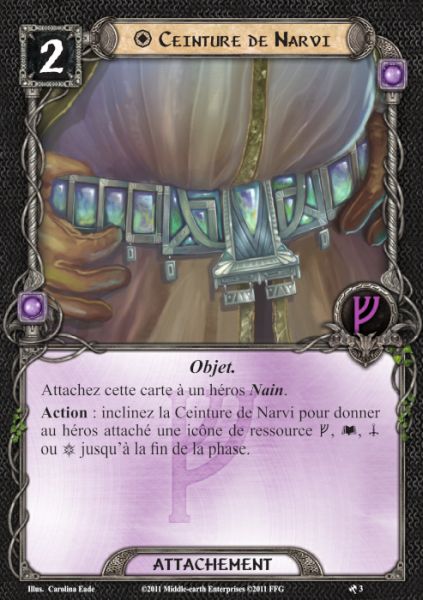 2
Ceinture de Narvi
Objet.
Attachez cette carte à un héros Nain.
Action : inclinez la Ceinture de Narvi pour donner
au héros attaché une icône de ressource , , 
ou jusqu'à la fin de la phase.
ATTACHEMENT
Illus. Carolina Eade ©2011 Middle-earth Enterprises ©2011 FFG 3